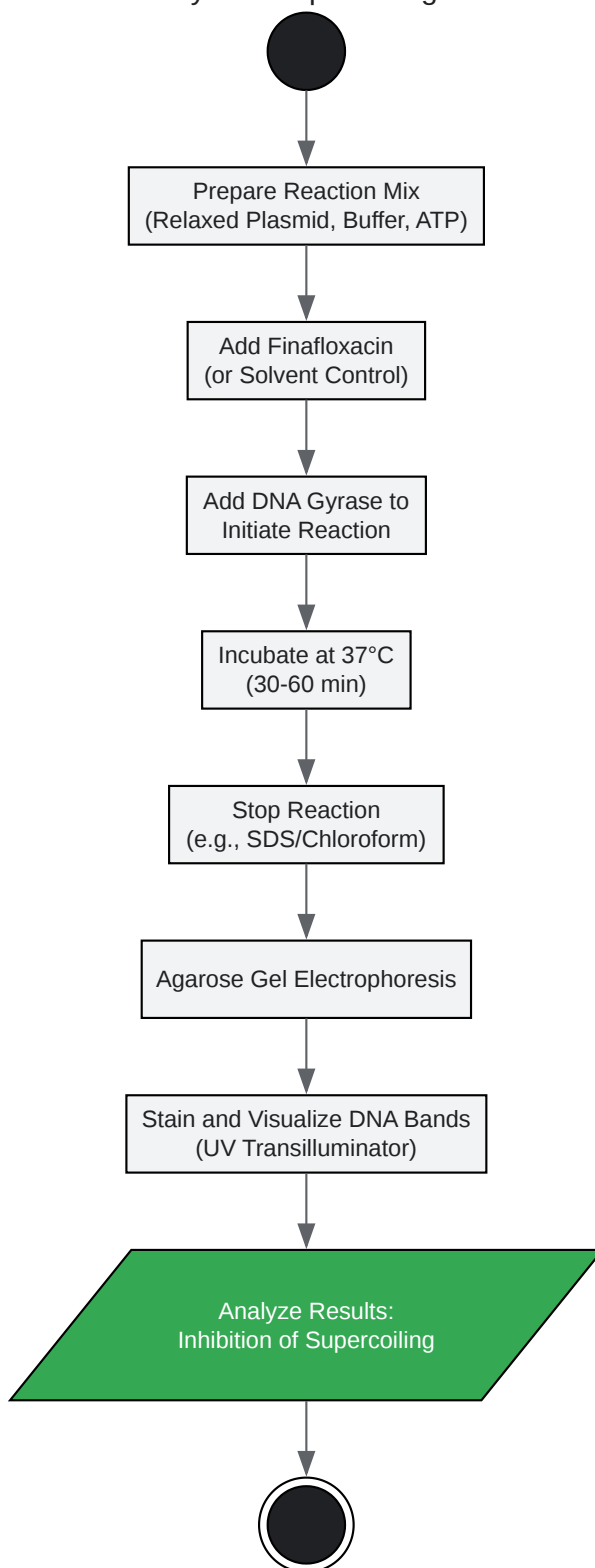 Prepare Reaction Mix
(Relaxed Plasmid, Buffer, ATP)
Add Finafloxacin
(or Solvent Control)
Add DNA Gyrase to
Initiate Reaction
Incubate at 37°C
(30-60 min)
Stop Reaction
(e.g., SDS/Chloroform)
Agarose Gel Electrophoresis
Stain and Visualize DNA Bands
(UV Transilluminator)
Analyze Results:
Inhibition of Supercoiling